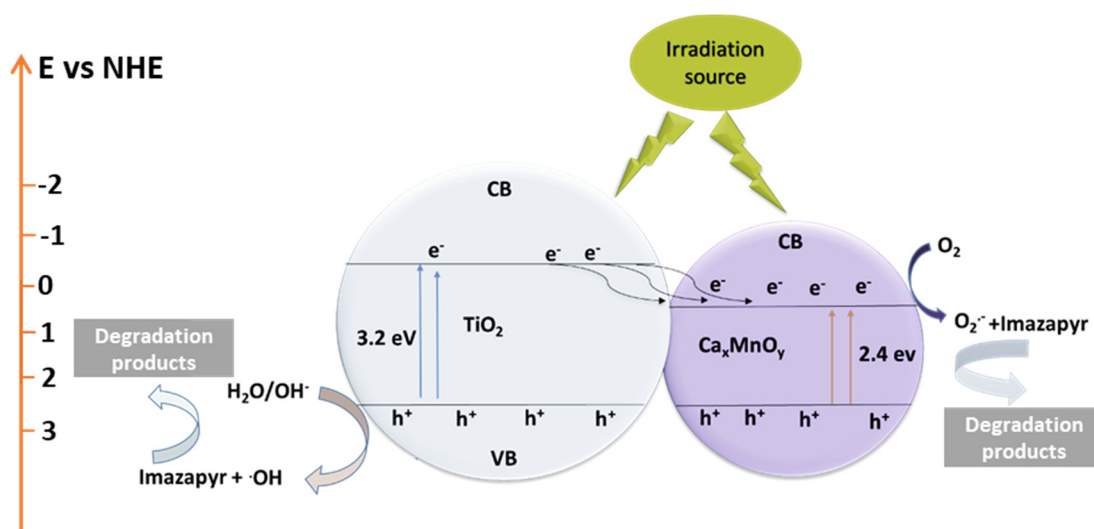 E vs NHE
Irradiation
source
-2
-1
0
1
2
3
CB
e⁻
e⁻ e⁻
3.2 eV
TiO₂
h⁺ h⁺ h⁺ h⁺
VB
CB
e⁻ e⁻ e⁻ e⁻
CaₓMnOᵧ
2.4 ev
h⁺ h⁺ h⁺ h⁺
Degradation
products
H₂O/OH⁻
Imazapyr + ·OH
O₂
O₂·⁻ +Imazapyr
Degradation
products